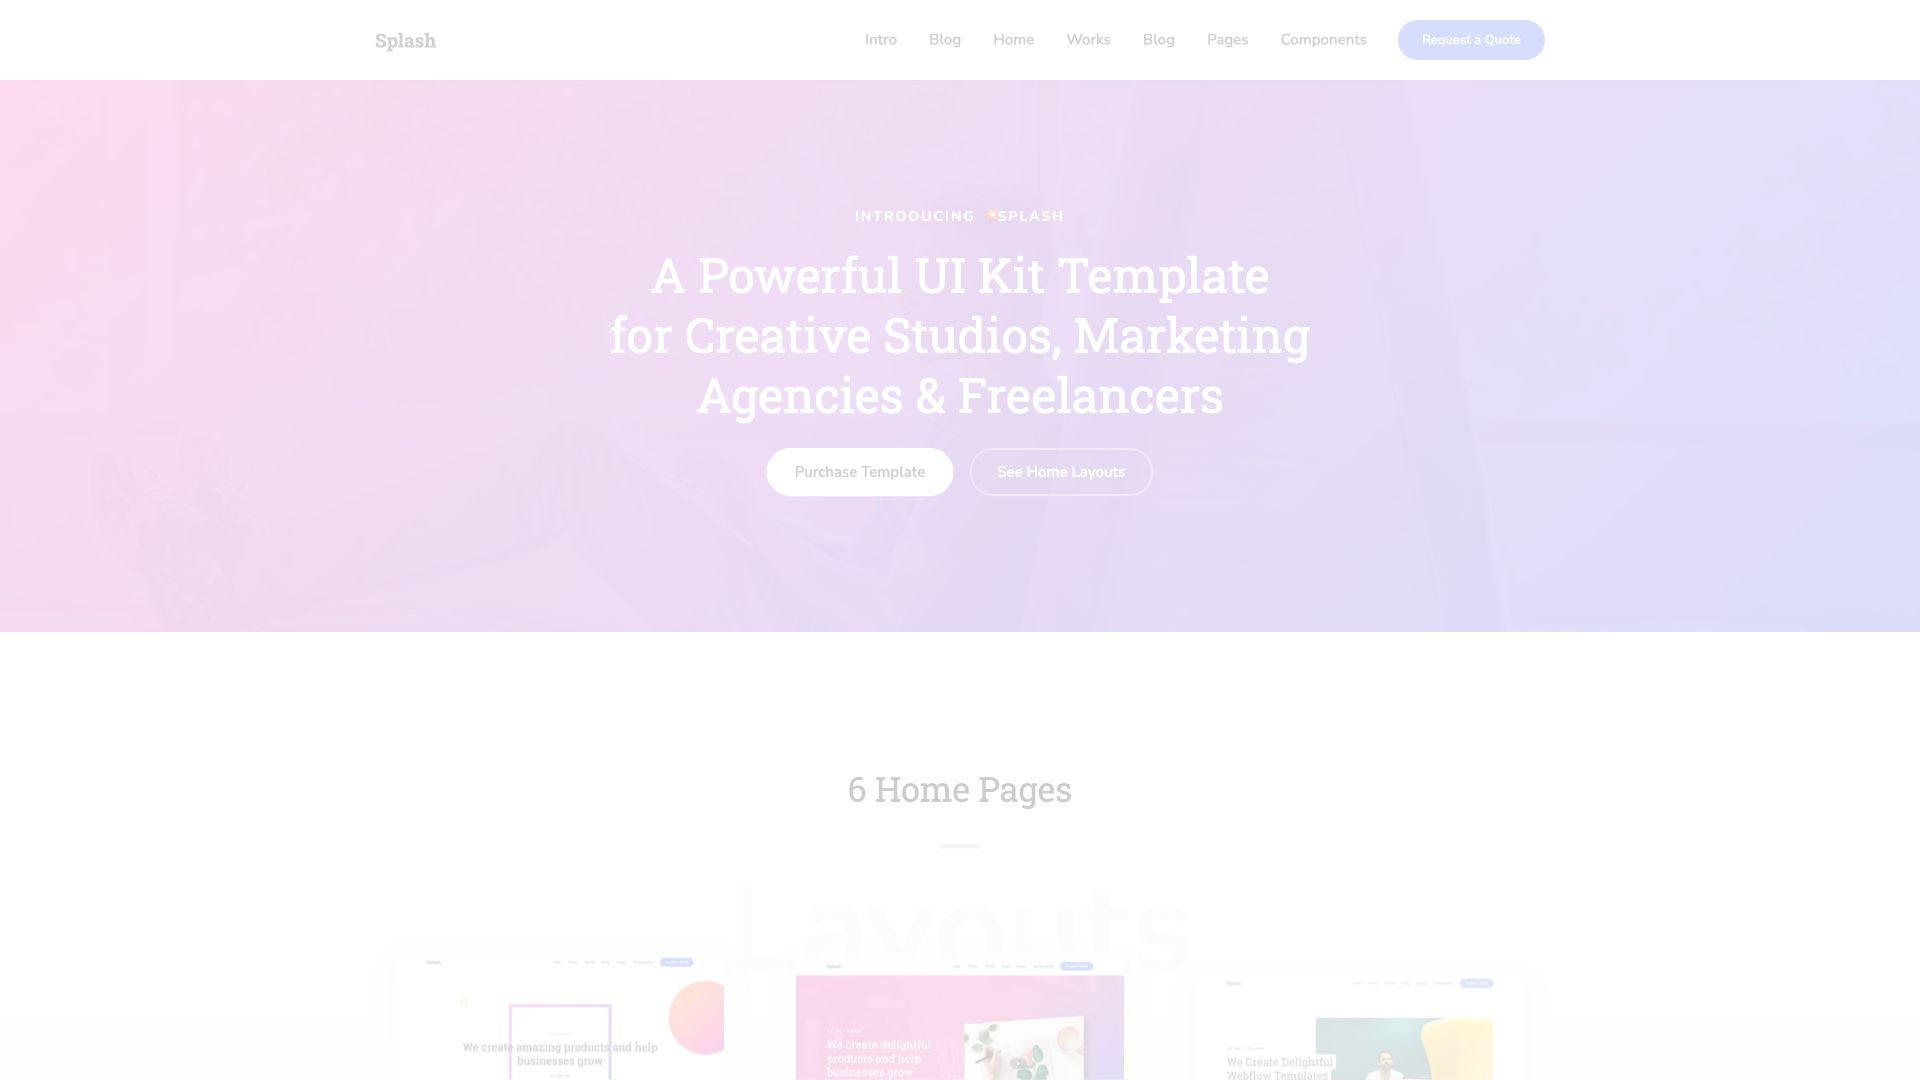 Splash
Intro
Blog
Home
Works
Blog
Pages
Components
Request a Quote
INTRODUCING 💥SPLASH
A Powerful UI Kit Template
for Creative Studios, Marketing
Agencies & Freelancers
Purchase Template
See Home Layouts
6 Home Pages
Layouts
We create amazing products and help
businesses grow
We create delightful
products and help
businesses grow
We Create Delightful
Webflow Templates